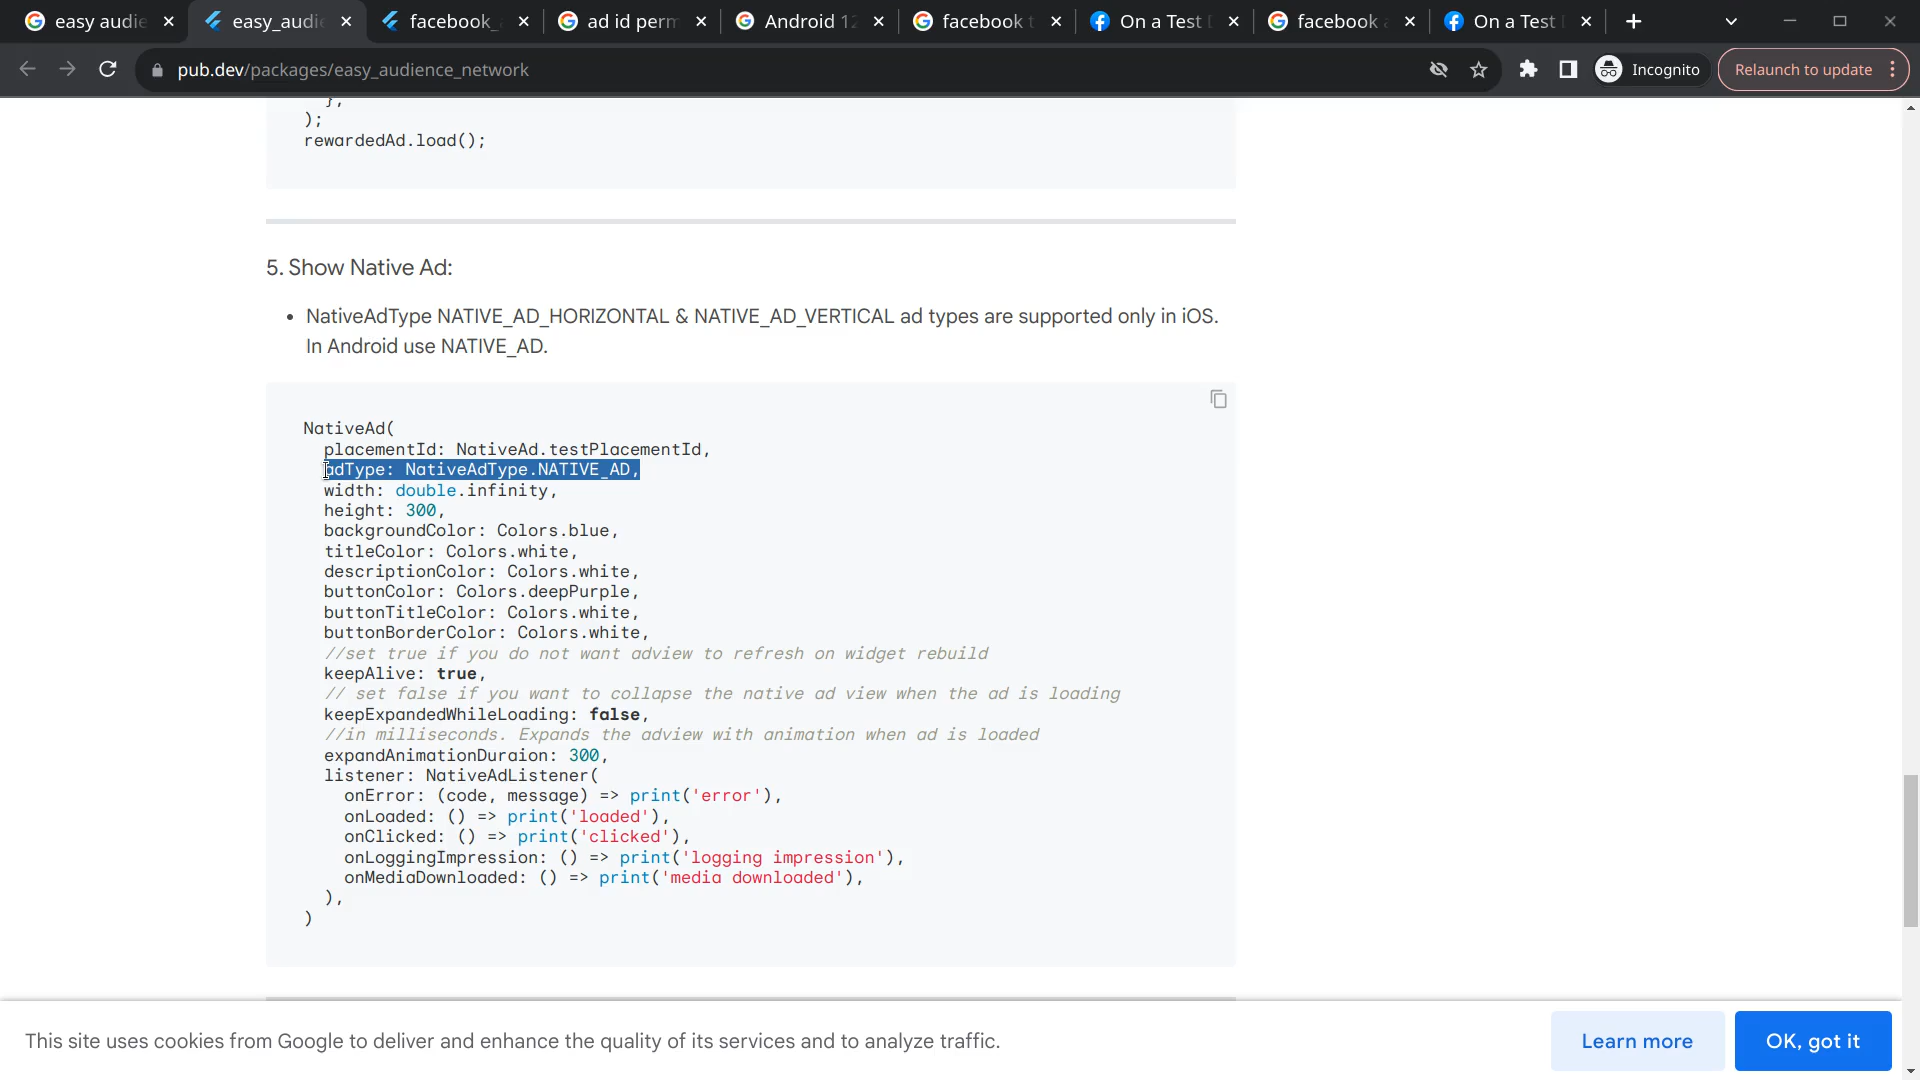 easy audie
easy_audie
facebook_
ad id perm
Android 12
facebook t
On a Test D
facebook a
On a Test D
pub.dev/packages/easy_audience_network
Incognito
Relaunch to update
},
);
rewardedAd.load();
5. Show Native Ad:
• NativeAdType NATIVE_AD_HORIZONTAL & NATIVE_AD_VERTICAL ad types are supported only in iOS.
In Android use NATIVE_AD.
NativeAd(
placementId: NativeAd.testPlacementId,
adType: NativeAdType.NATIVE_AD,
width: double.infinity,
height: 300,
backgroundColor: Colors.blue,
titleColor: Colors.white,
descriptionColor: Colors.white,
buttonColor: Colors.deepPurple,
buttonTitleColor: Colors.white,
buttonBorderColor: Colors.white,
//set true if you do not want adview to refresh on widget rebuild
keepAlive: true,
// set false if you want to collapse the native ad view when the ad is loading
keepExpandedWhileLoading: false,
//in milliseconds. Expands the adview with animation when ad is loaded
expandAnimationDuraion: 300,
listener: NativeAdListener(
onError: (code, message) => print('error'),
onLoaded: () => print('loaded'),
onClicked: () => print('clicked'),
onLoggingImpression: () => print('logging impression'),
onMediaDownloaded: () => print('media downloaded'),
),
)
This site uses cookies from Google to deliver and enhance the quality of its services and to analyze traffic.
Learn more
OK, got it